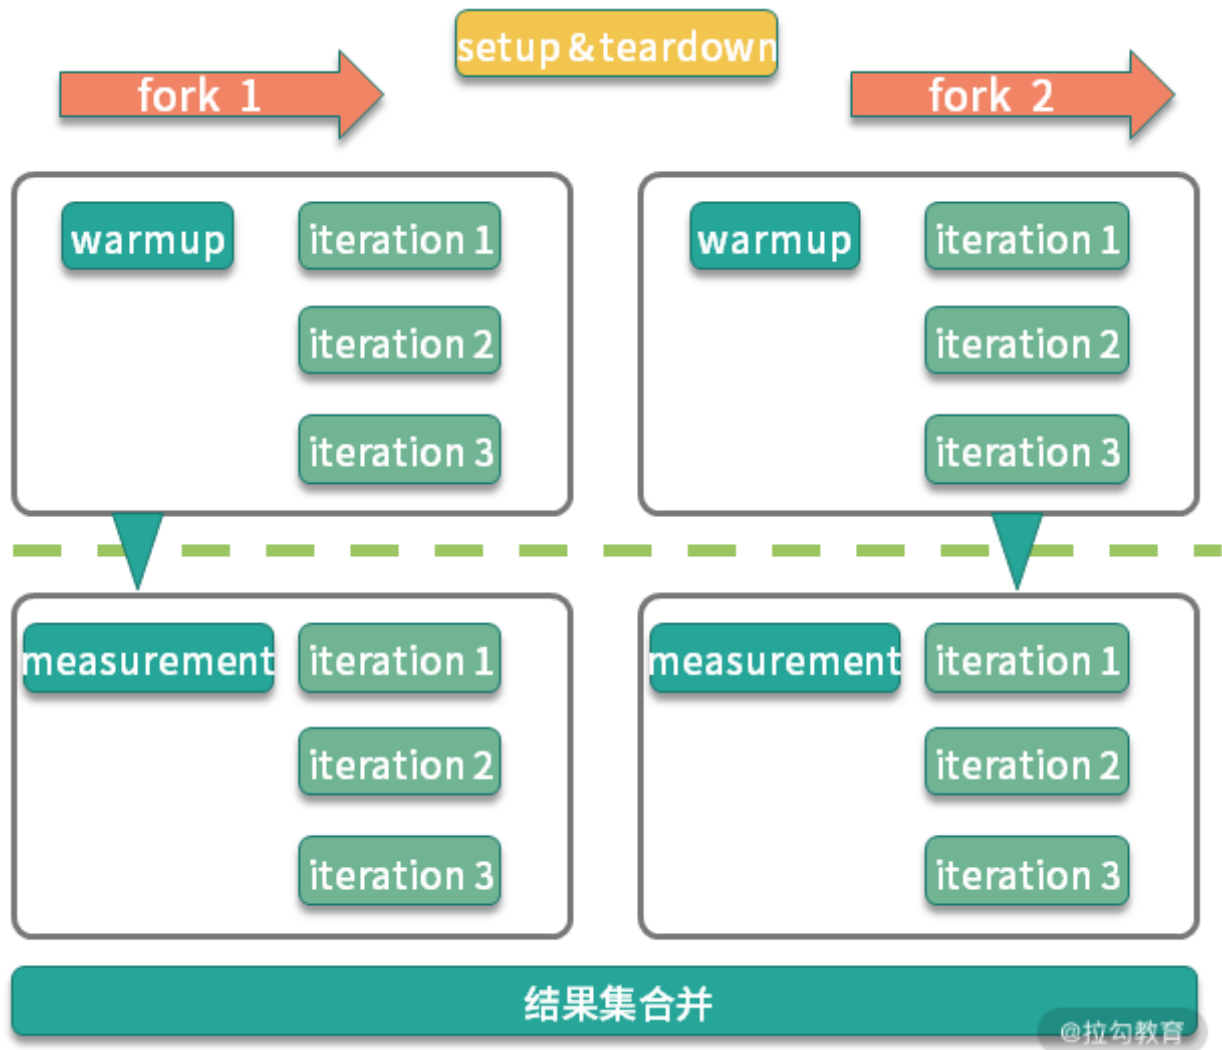 setup&teardown
fork 1
fork 2
warmup
iteration 1
iteration 2
iteration 3
warmup
iteration 1
iteration 2
iteration 3
measurement
iteration 1
iteration 2
iteration 3
measurement
iteration 1
iteration 2
iteration 3
结果集合并
@拉勾教育